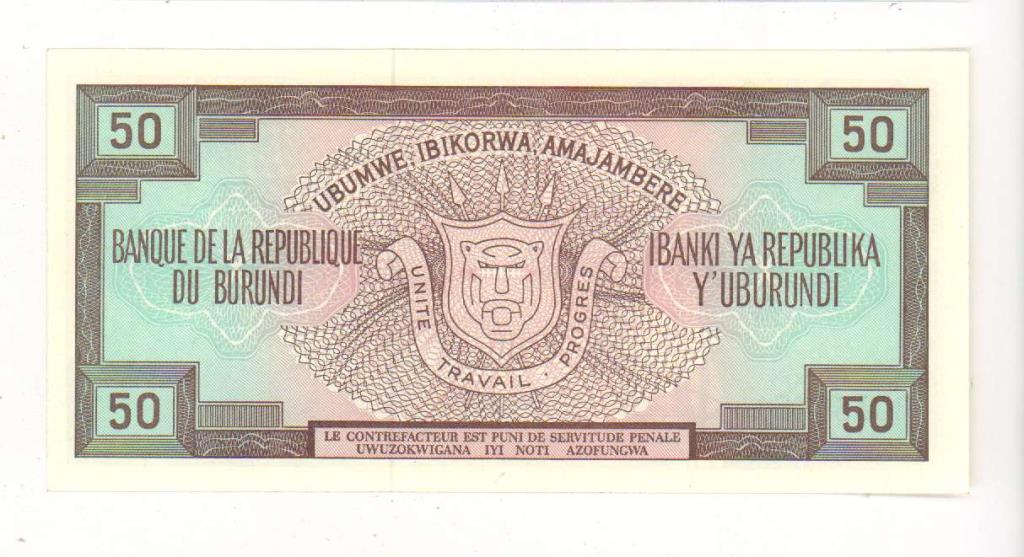 50
50
UBUMWE. IBIKORWA. AMAJAMBERE
BANQUE DE LA REPUBLIQUE
DU BURUNDI
IBANKI YA REPUBLIKA
Y'UBURUNDI
UNITE TRAVAIL . PROGRES
50
50
LE CONTREFACTEUR EST PUNI DE SERVITUDE PENALE
UWUZOKWIGANA IYI NOTI AZOFUNGWA